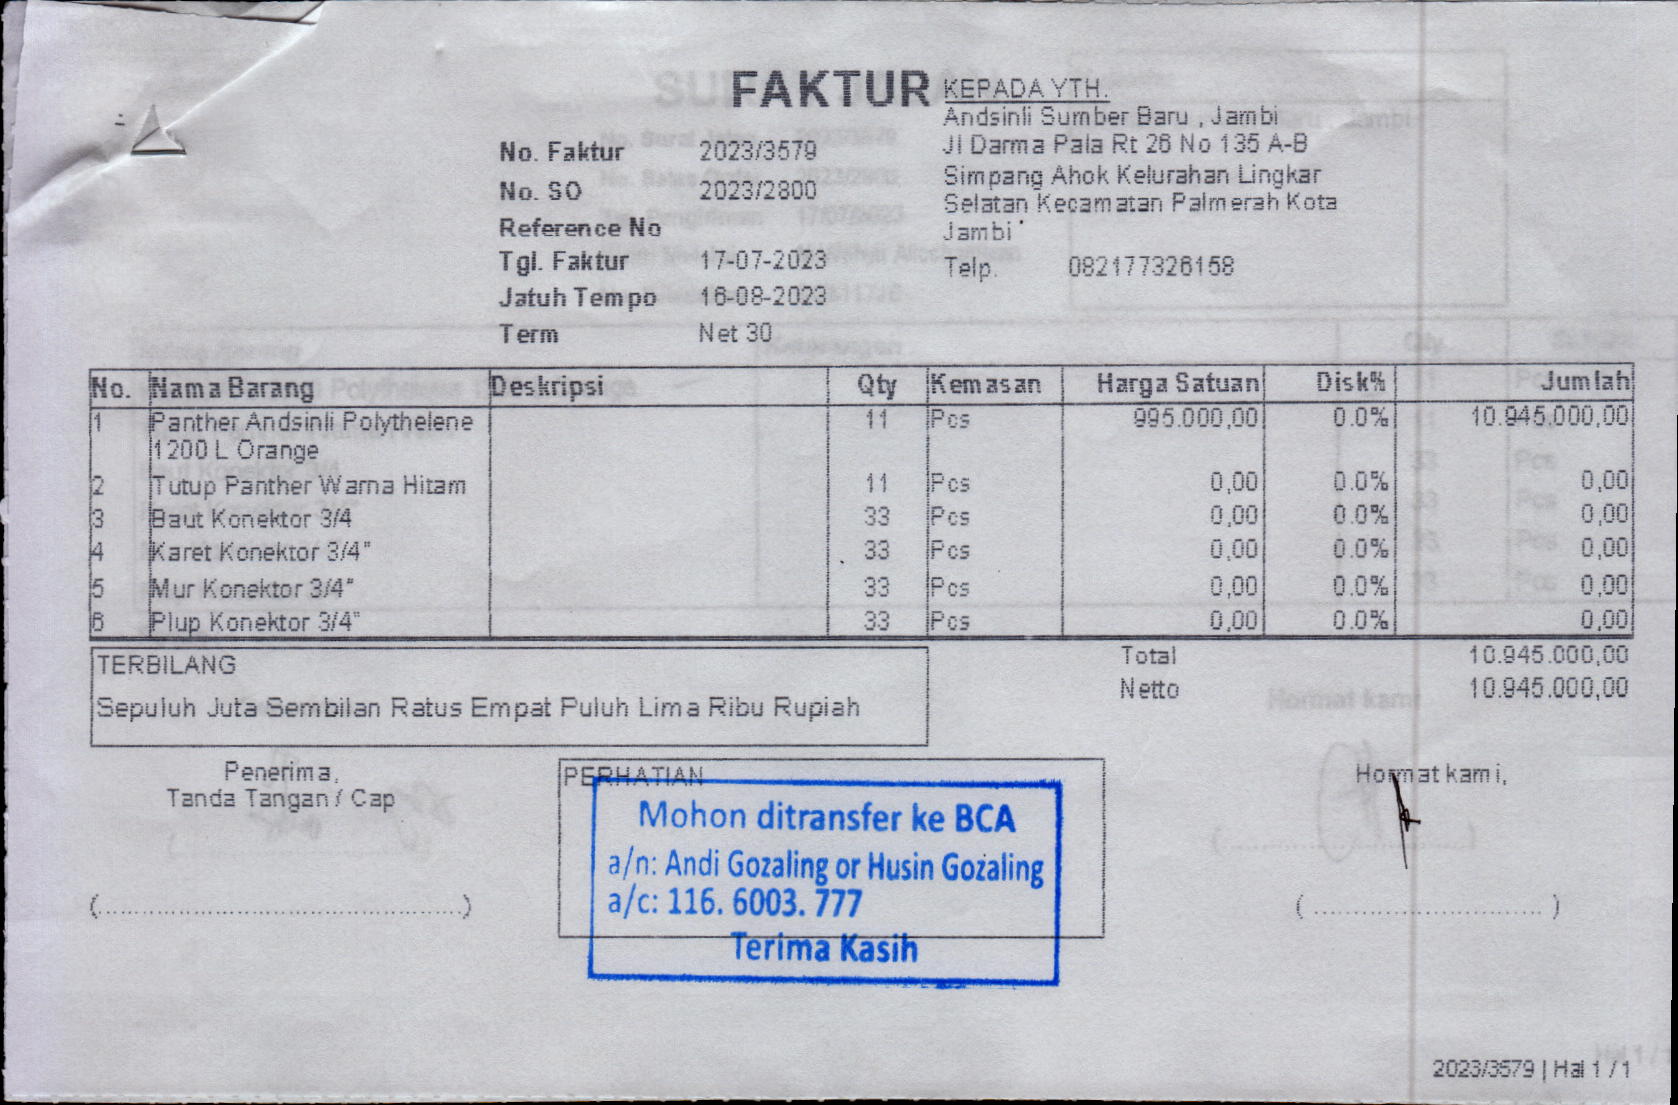 FAKTUR
KEPADA YTH.
Andsinli Sumber Baru , Jambi
Jl Darma Pala Rt 26 No 135 A-B
Simpang Ahok Kelurahan Lingkar
Selatan Kecamatan Palmerah Kota
Jambi
Telp. 082177326158
No. Faktur 2023/3579
No. SO 2023/2800
Reference No
Tgl. Faktur 17-07-2023
Jatuh Tempo 16-08-2023
Term Net 30
No. Nama Barang Deskripsi Qty Kemasan Harga Satuan Disk% Jumlah
1 Panther Andsinli Polythelene 11 Pcs 995.000,00 0.0% 10.945.000,00
1200 L Orange
2 Tutup Panther Warna Hitam 11 Pcs 0,00 0.0% 0,00
3 Baut Konektor 3/4 33 Pcs 0,00 0.0% 0,00
4 Karet Konektor 3/4" 33 Pcs 0,00 0.0% 0,00
5 Mur Konektor 3/4" 33 Pcs 0,00 0.0% 0,00
6 Plup Konektor 3/4" 33 Pcs 0,00 0.0% 0,00
TERBILANG
Sepuluh Juta Sembilan Ratus Empat Puluh Lima Ribu Rupiah
Total 10.945.000,00
Netto 10.945.000,00
Penerima,
Tanda Tangan / Cap
(..........................................)
PERHATIAN
Mohon ditransfer ke BCA
a/n: Andi Gozaling or Husin Gozaling
a/c: 116. 6003. 777
Terima Kasih
Hormat kami,
( ............................ )
2023/3579 | Hal 1 / 1